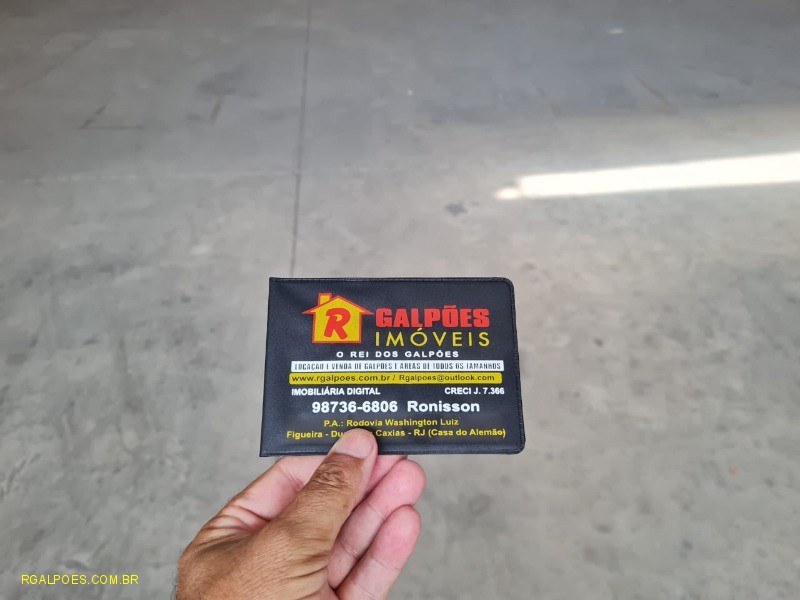 R GALPÕES
IMÓVEIS
O REI DOS GALPÕES
LOCAÇÃO E VENDA DE GALPÕES E ÁREAS DE TODOS OS TAMANHOS
www.rgalpoes.com.br / Rgalpoes@outlook.com
IMOBILIÁRIA DIGITAL CRECI J. 7.366
98736-6806 Ronisson
P.A.: Rodovia Washington Luiz
Figueira - Caxias - RJ (Casa do Alemão)
RGALPOES.COM.BR